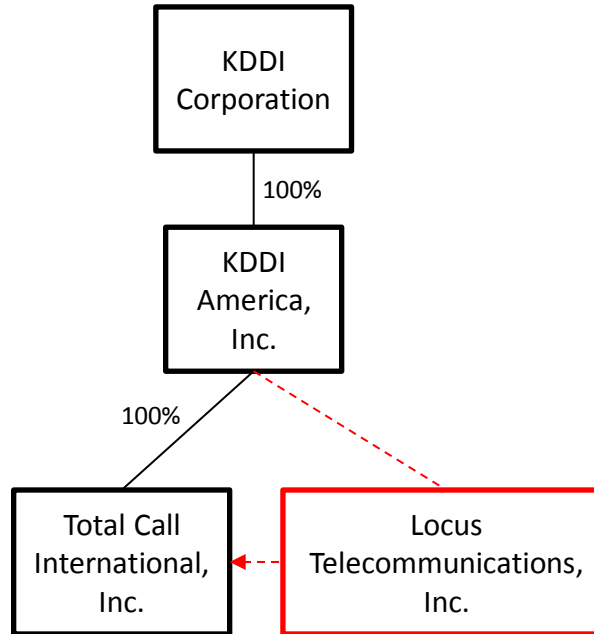 KDDI
Corporation
100%
KDDI
America,
Inc.
100%
Total Call
International,
Inc.
Locus
Telecommunications,
Inc.